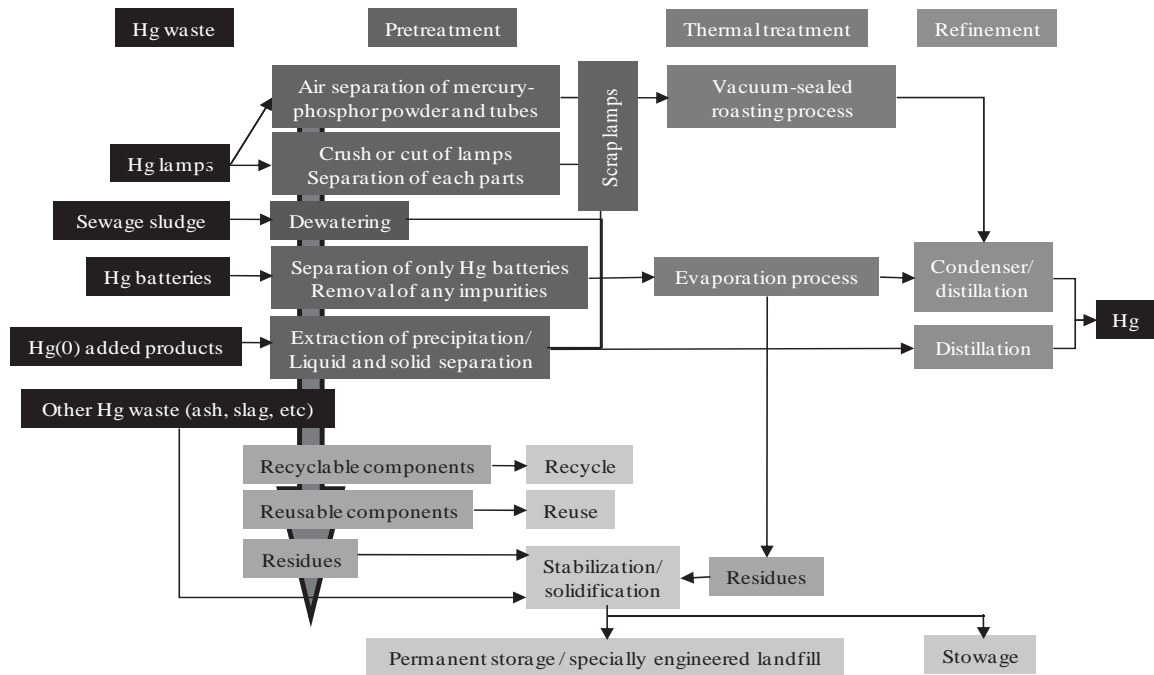 Hg waste
Pretreatment
Thermal treatment
Refinement
Air separation of mercury-
phosphor powder and tubes
Scrap lamps
Vacuum-sealed
roasting process
Hg lamps
Crush or cut of lamps
Separation of each parts
Sewage sludge
Dewatering
Hg batteries
Separation of only Hg batteries
Removal of any impurities
Evaporation process
Condenser/
distillation
Hg
Hg(0) added products
Extraction of precipitation/
Liquid and solid separation
Distillation
Other Hg waste (ash, slag, etc)
Recyclable components
Recycle
Reusable components
Reuse
Residues
Stabilization/
solidification
Residues
Permanent storage / specially engineered landfill
Stowage